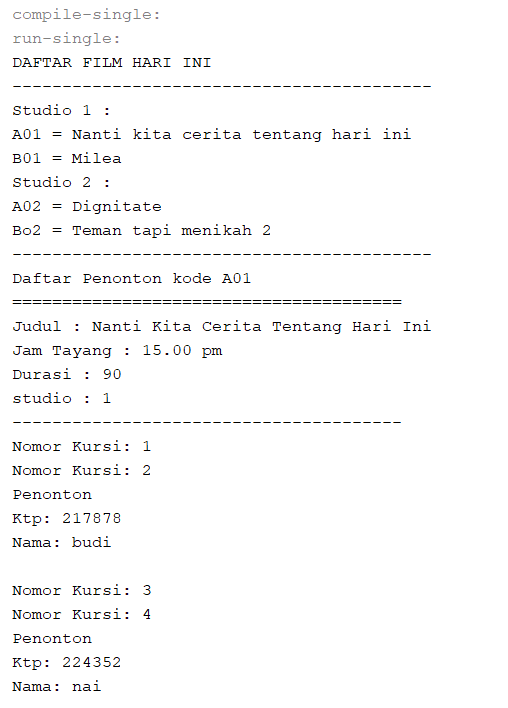 compile-single:
run-single:
DAFTAR FILM HARI INI
------------------------------------------
Studio 1 :
A01 = Nanti kita cerita tentang hari ini
B01 = Milea
Studio 2 :
A02 = Dignitate
Bo2 = Teman tapi menikah 2
------------------------------------------
Daftar Penonton kode A01
=======================================
Judul : Nanti Kita Cerita Tentang Hari Ini
Jam Tayang : 15.00 pm
Durasi : 90
studio : 1
---------------------------------------
Nomor Kursi: 1
Nomor Kursi: 2
Penonton
Ktp: 217878
Nama: budi

Nomor Kursi: 3
Nomor Kursi: 4
Penonton
Ktp: 224352
Nama: nai